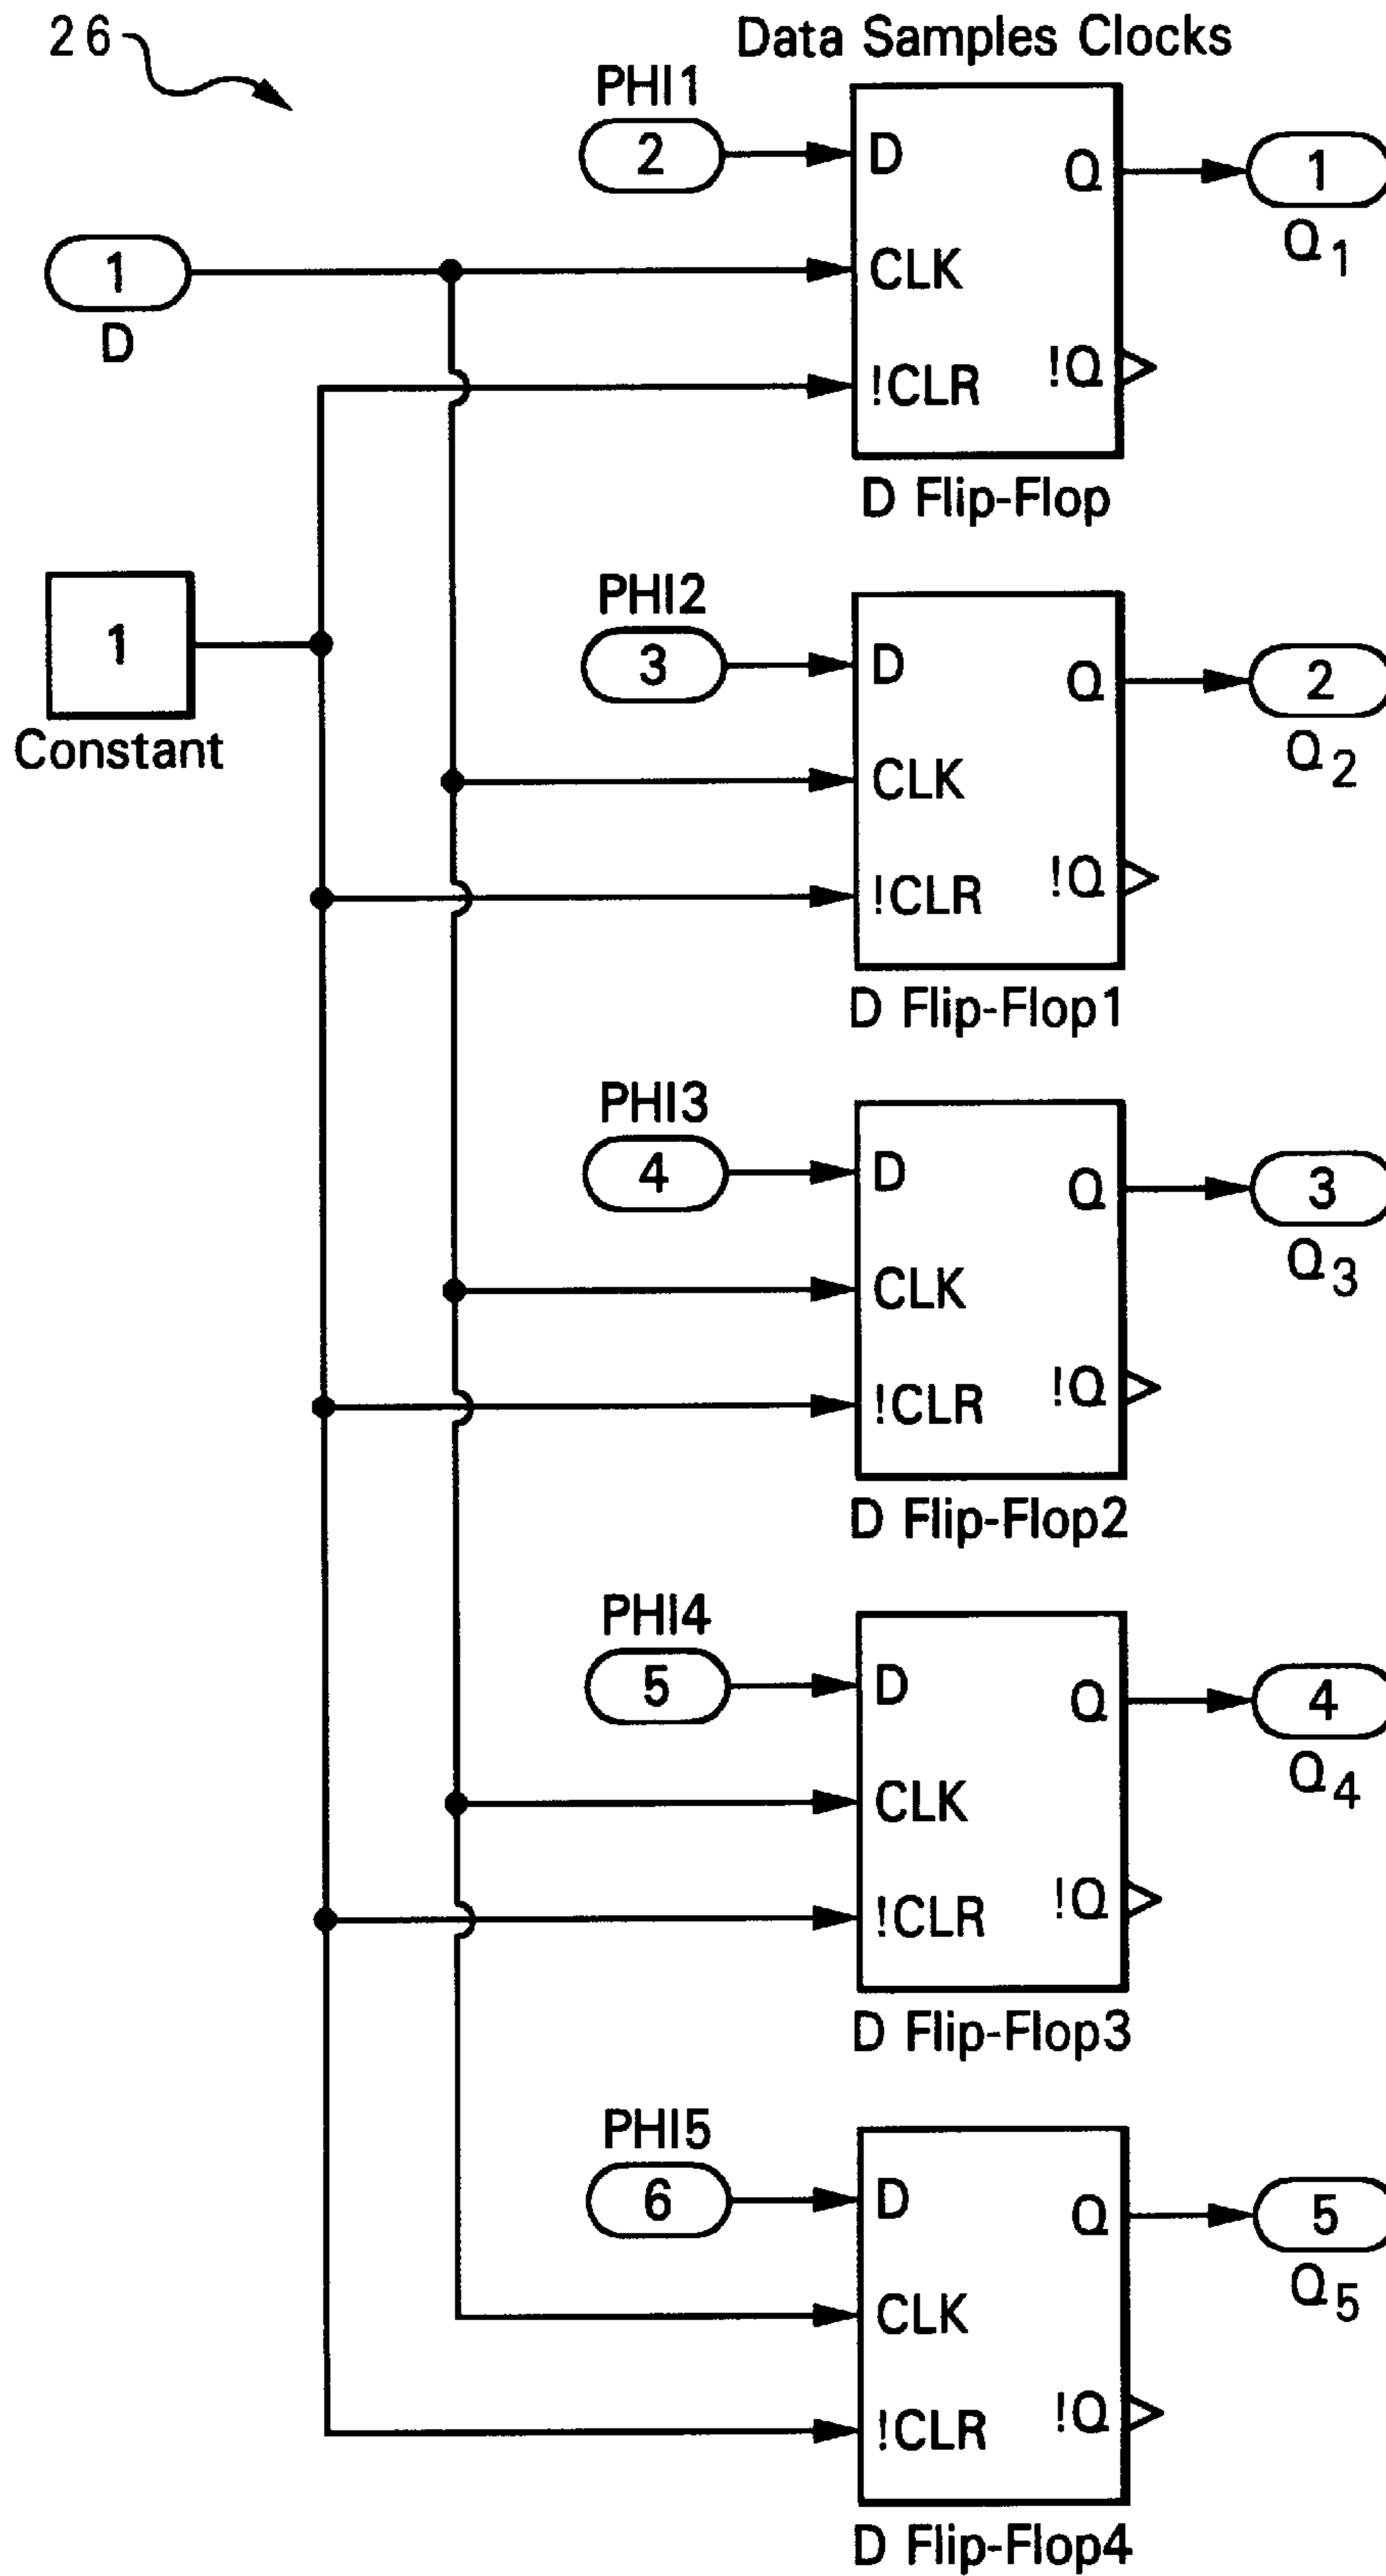 26
Data Samples Clocks
PHI1
2
D
Q
1
Q1
1
D
CLK
!CLR
!Q
D Flip-Flop
1
Constant
PHI2
3
D
Q
2
Q2
CLK
!CLR
!Q
D Flip-Flop1
PHI3
4
D
Q
3
Q3
CLK
!CLR
!Q
D Flip-Flop2
PHI4
5
D
Q
4
Q4
CLK
!CLR
!Q
D Flip-Flop3
PHI5
6
D
Q
5
Q5
CLK
!CLR
!Q
D Flip-Flop4